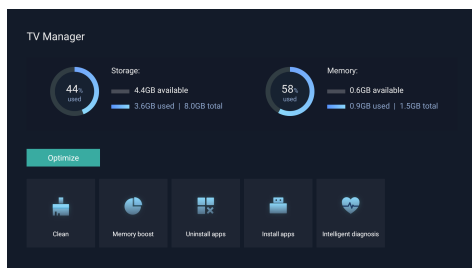 TV Manager
Storage:
44%
used
4.4GB available
3.6GB used | 8.0GB total
Memory:
58%
used
0.6GB available
0.9GB used | 1.5GB total
Optimize
Clean
Memory boost
Uninstall apps
Install apps
Intelligent diagnosis